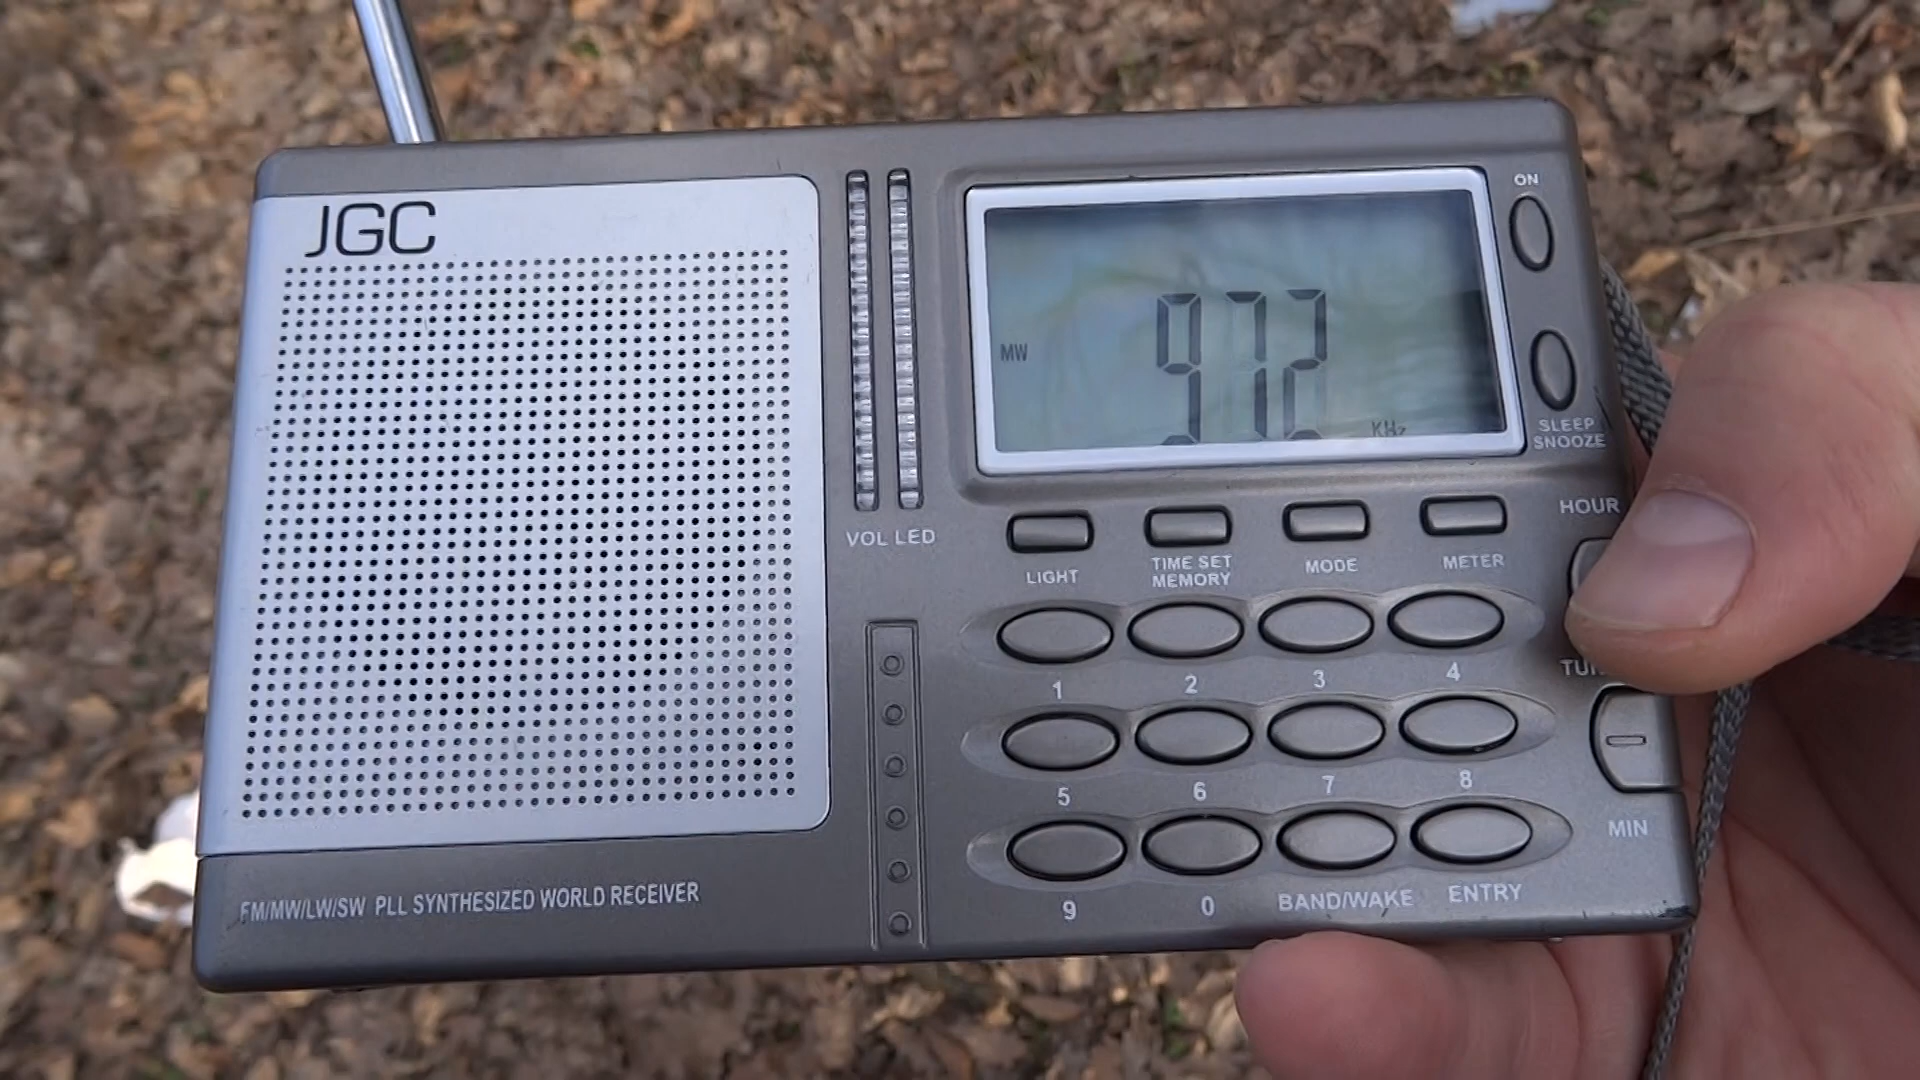 JGC
ON
MW
972
KHz
SLEEP
SNOOZE
VOL LED
HOUR
LIGHT
TIME SET
MEMORY
MODE
METER
1
2
3
4
5
6
7
8
9
0
BAND/WAKE
ENTRY
MIN
FM/MW/LW/SW PLL SYNTHESIZED WORLD RECEIVER